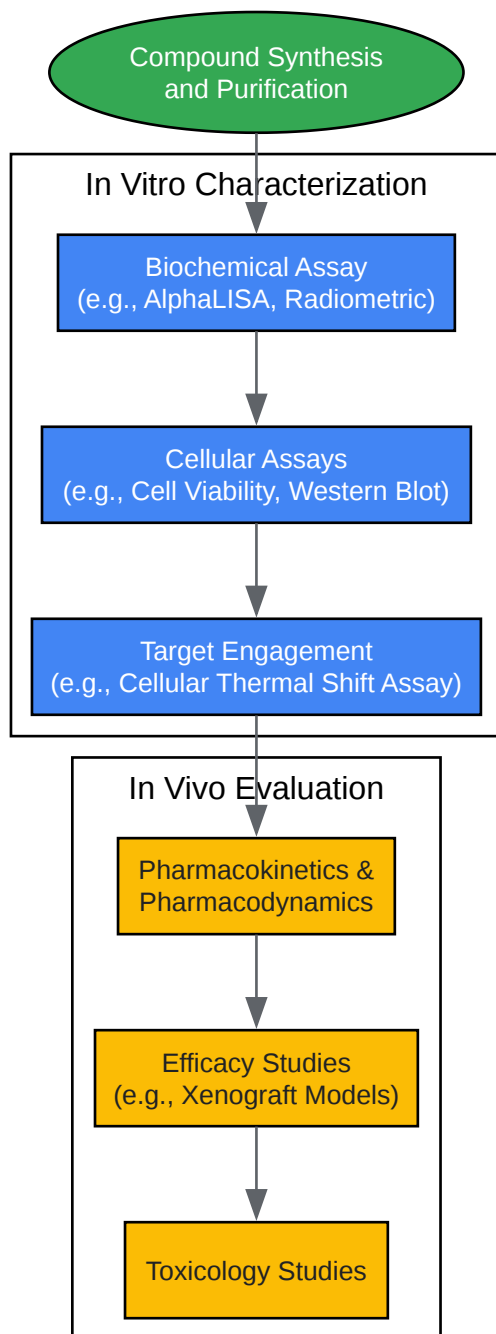 Compound Synthesis
and Purification
In Vitro Characterization
Biochemical Assay
(e.g., AlphaLISA, Radiometric)
Cellular Assays
(e.g., Cell Viability, Western Blot)
Target Engagement
(e.g., Cellular Thermal Shift Assay)
In Vivo Evaluation
Pharmacokinetics &
Pharmacodynamics
Efficacy Studies
(e.g., Xenograft Models)
Toxicology Studies